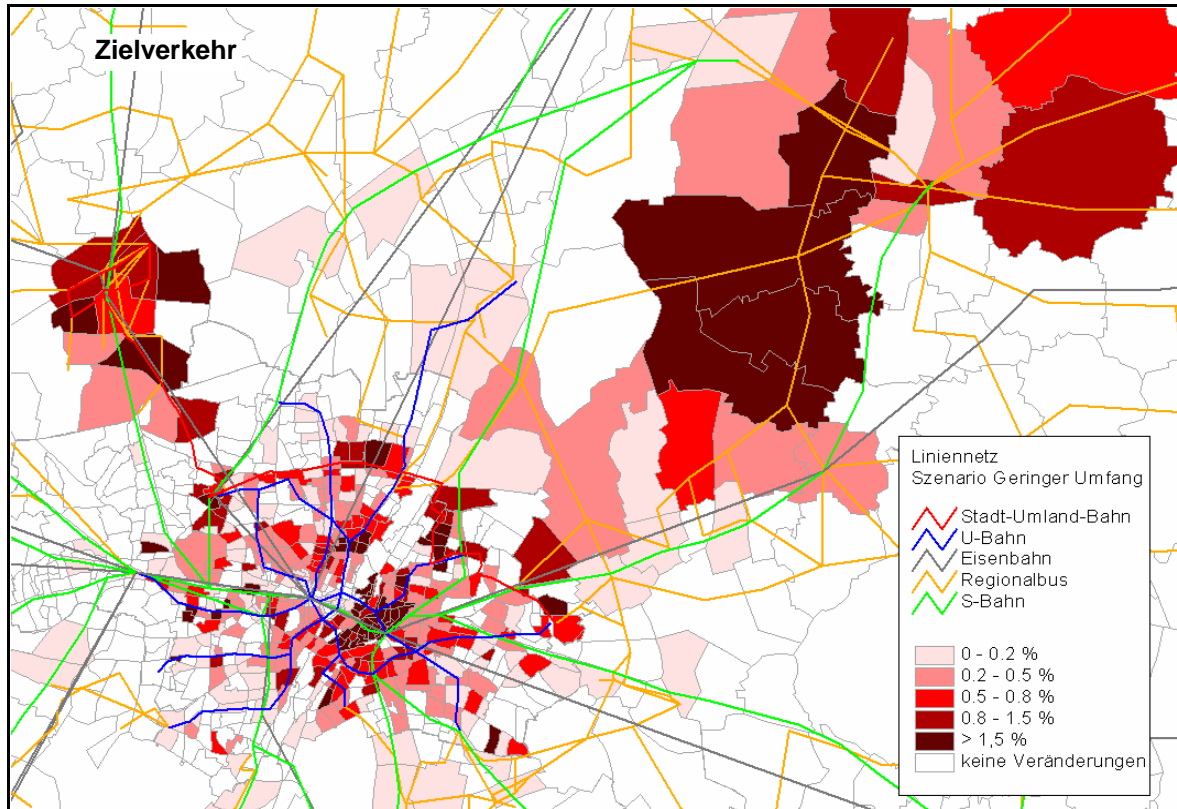 Zielverkehr
Liniennetz
Szenario Geringer Umfang
Stadt-Umland-Bahn
U-Bahn
Eisenbahn
Regionalbus
S-Bahn
0 - 0.2 %
0.2 - 0.5 %
0.5 - 0.8 %
0.8 - 1.5 %
> 1,5 %
keine Veränderungen